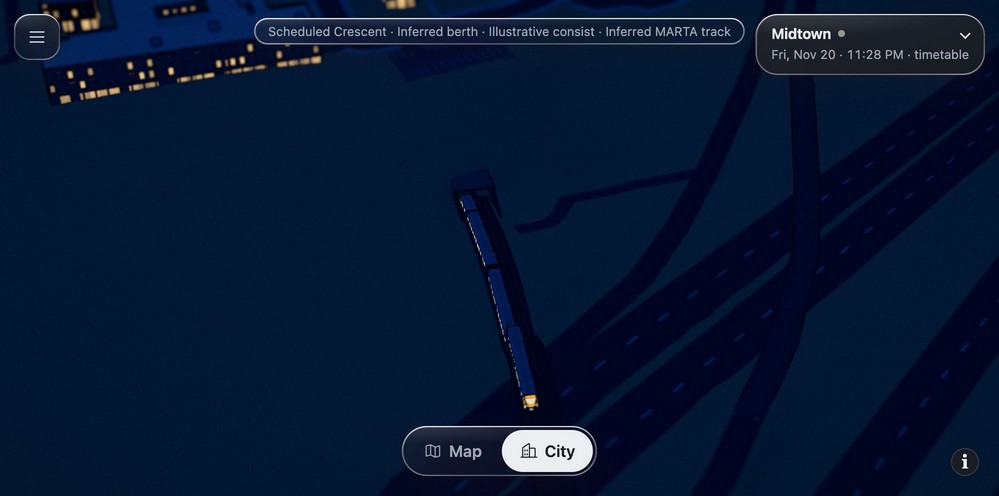 Scheduled Crescent · Inferred berth · Illustrative consist · Inferred MARTA track
Midtown
Fri, Nov 20 · 11:28 PM · timetable
Map
City
i